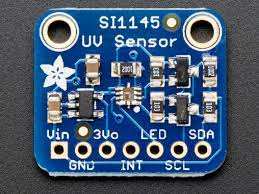 SI1145
UV Sensor
Vin 3Vo LED SDA
GND INT SCL